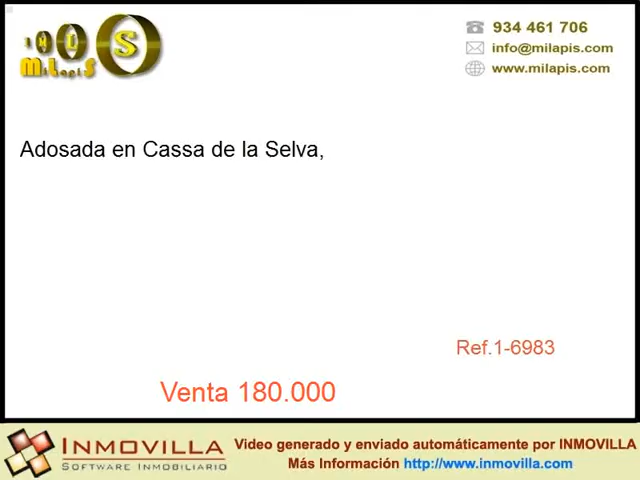 MiLapiS
934 461 706
info@milapis.com
www.milapis.com
Adosada en Cassa de la Selva,
Ref.1-6983
Venta 180.000
INMOVILLA
SOFTWARE INMOBILIARIO
Video generado y enviado automáticamente por INMOVILLA
Más Información http://www.inmovilla.com